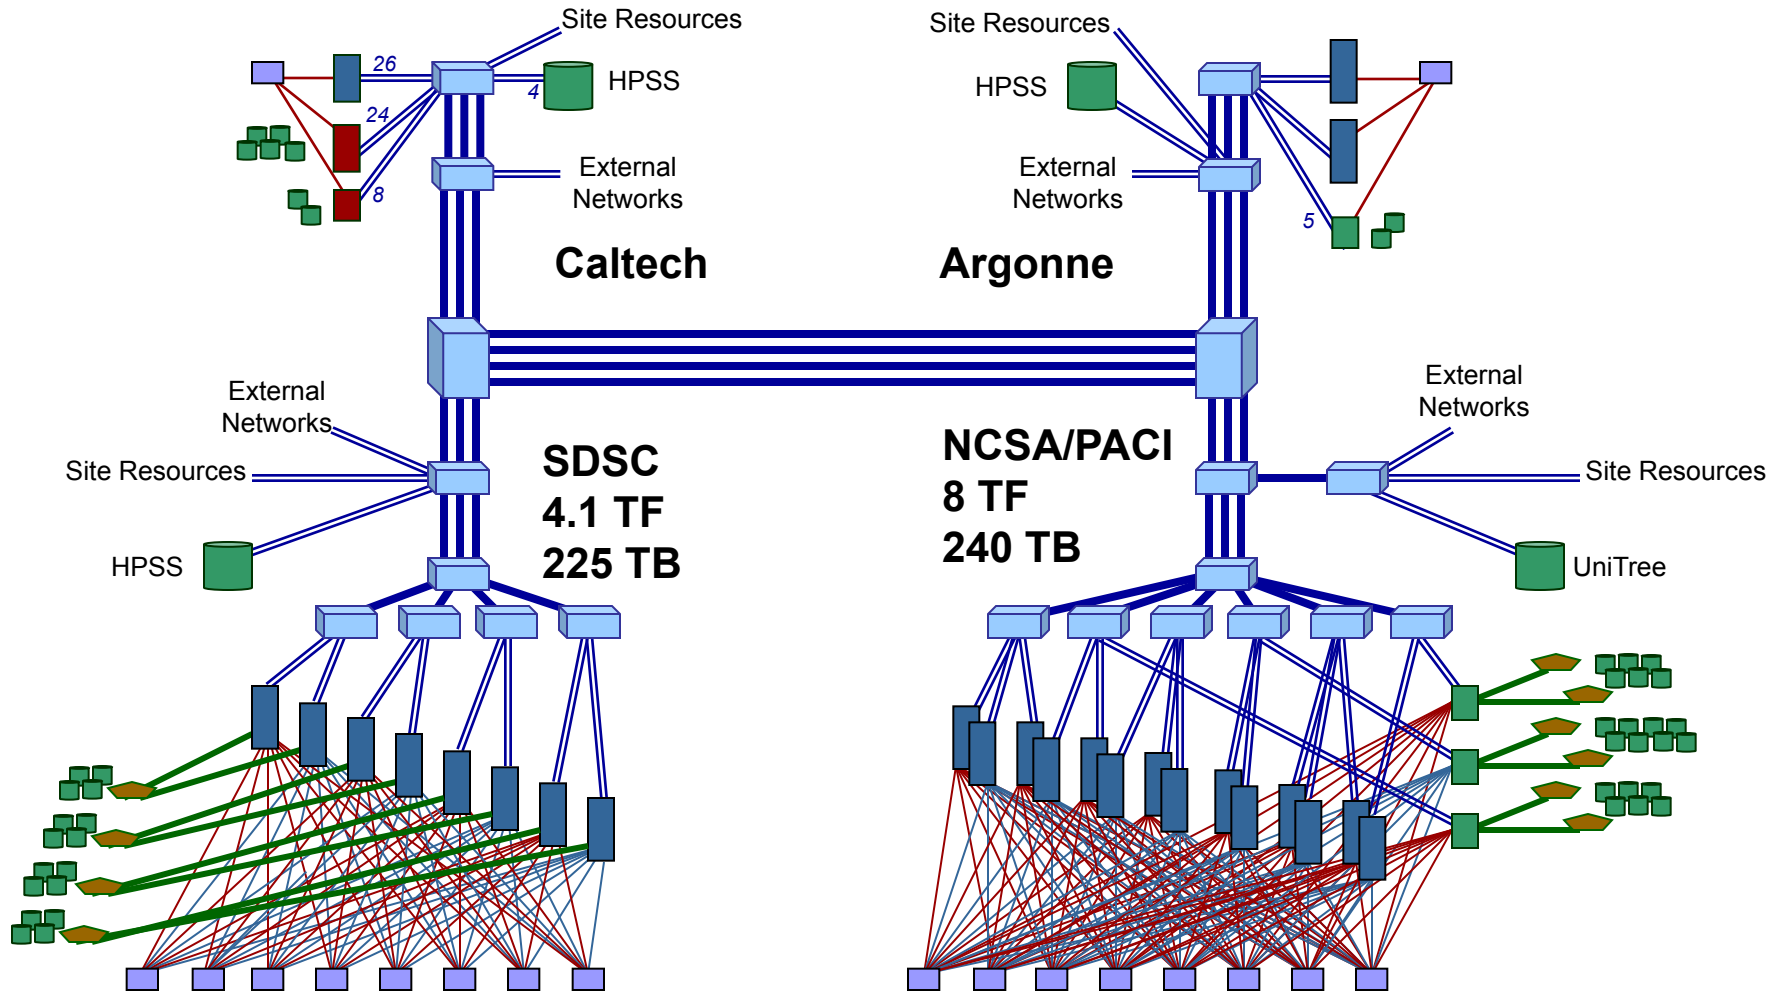 Site Resources
26
4
HPSS
24
8
External
Networks
Caltech
Site Resources
HPSS
External
Networks
5
Argonne
External
Networks
Site Resources
HPSS
SDSC
4.1 TF
225 TB
NCSA/PACI
8 TF
240 TB
External
Networks
Site Resources
UniTree